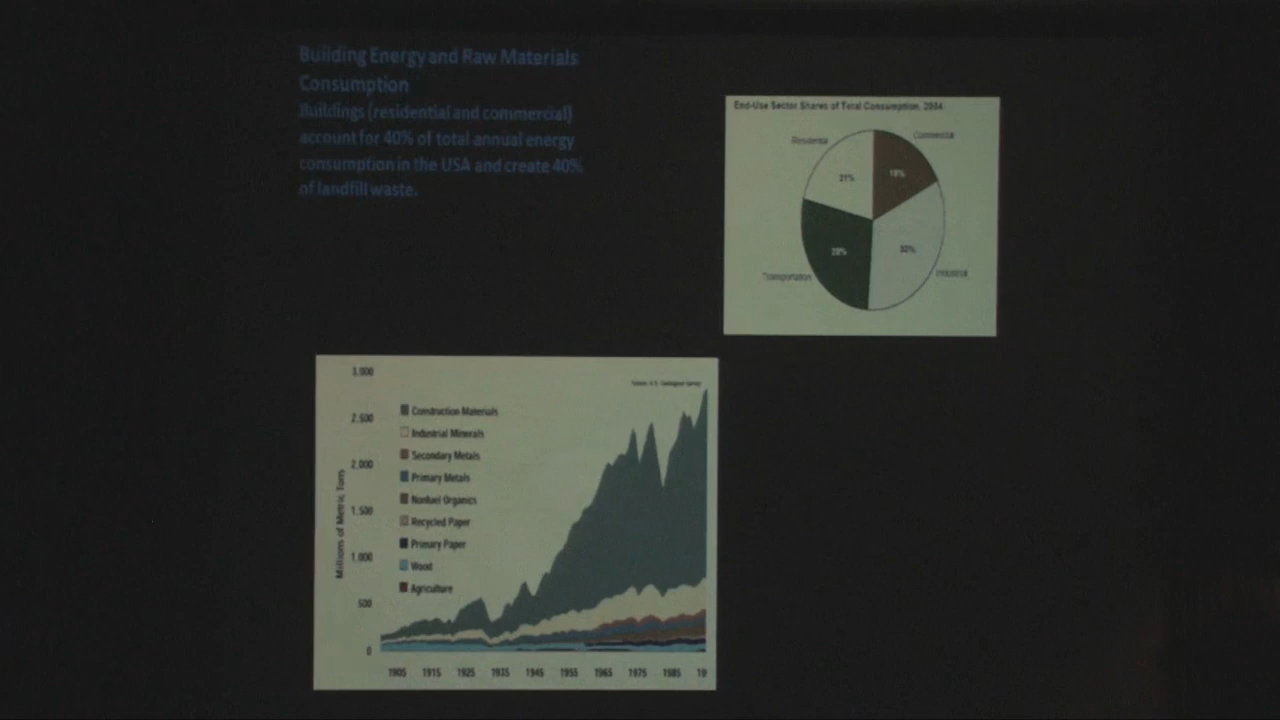 Building Energy and Raw Materials
Consumption
Buildings (residential and commercial)
account for 40% of total annual energy
consumption in the USA and create 40%
of landfill waste.
End-Use Sector Shares of Total Consumption, 2004
Residential
Commercial
21%
18%
28%
Transportation
Industrial
3,000
2,500
2,000
1,500
1,000
500
0
Millions of Metric Tons
Construction Materials
Industrial Minerals
Secondary Metals
Primary Metals
Nonfuel Organics
Recycled Paper
Primary Paper
Wood
Agriculture
1905 1915 1925 1935 1945 1955 1965 1975 1985 19